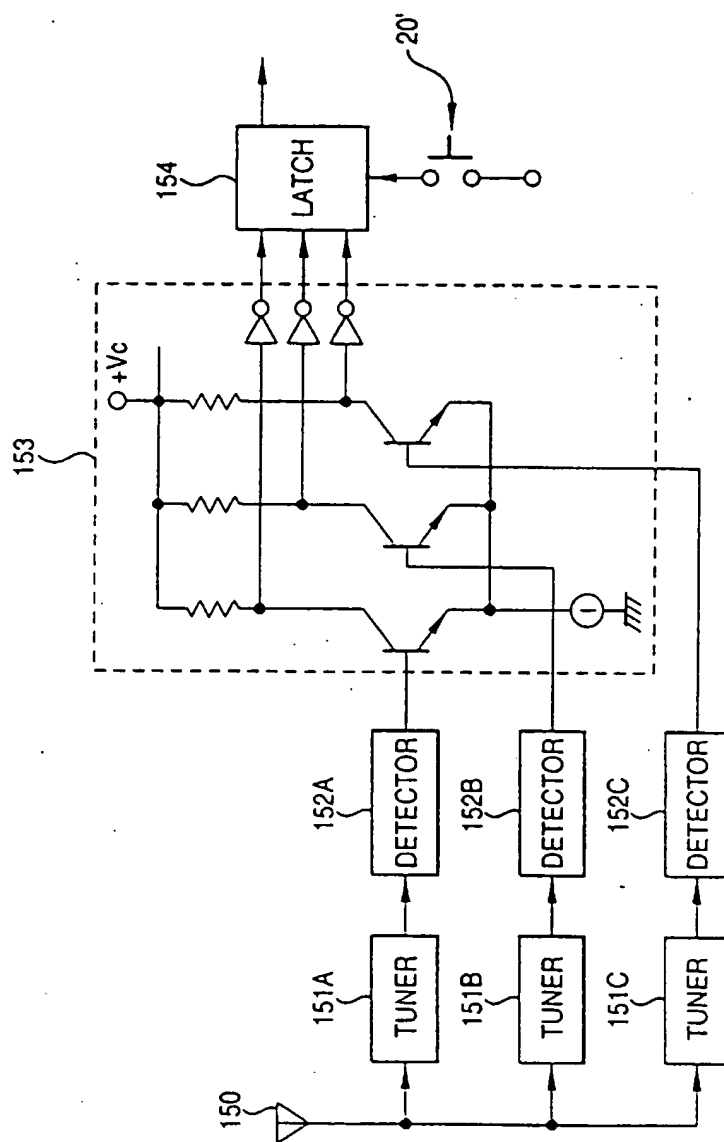 150
151A
TUNER
152A
DETECTOR
151B
TUNER
152B
DETECTOR
151C
TUNER
152C
DETECTOR
153
+Vc
154
LATCH
20'